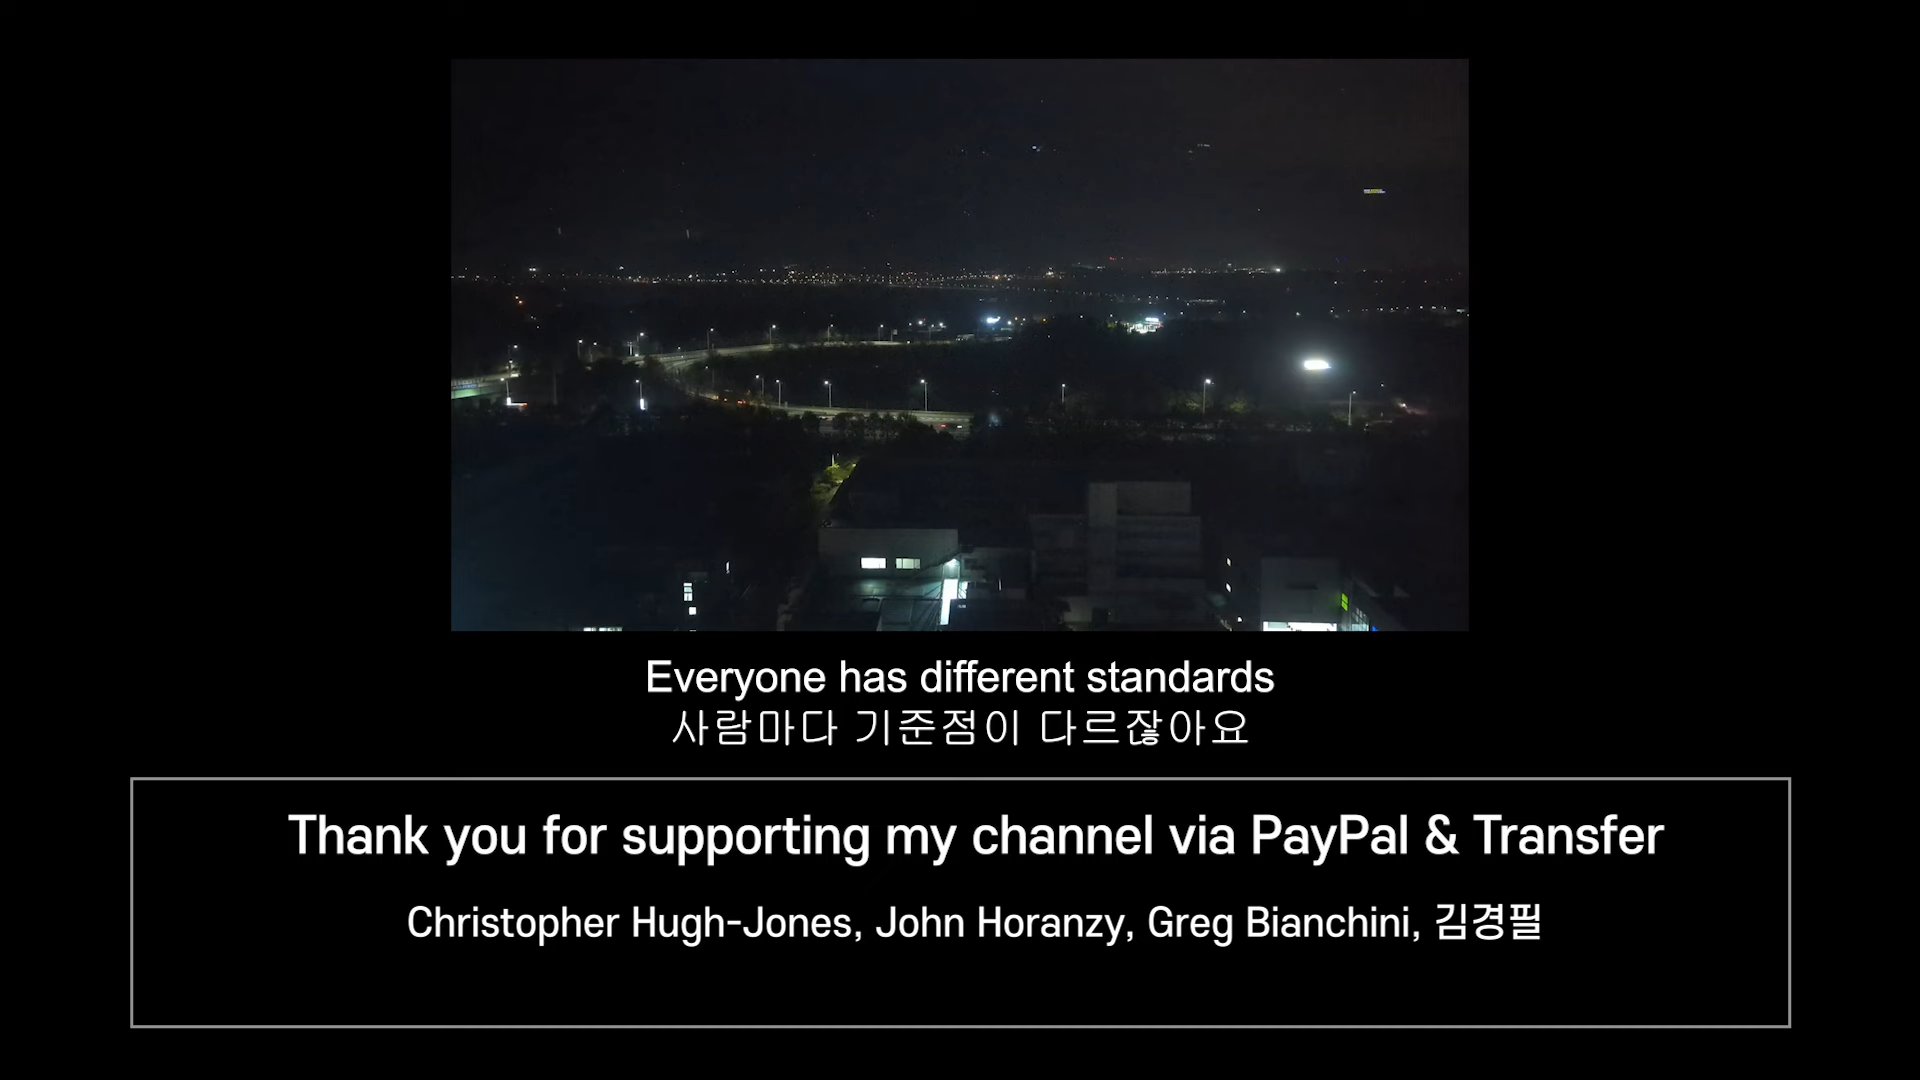 Everyone has different standards
사람마다 기준점이 다르잖아요
Thank you for supporting my channel via PayPal & Transfer
Christopher Hugh-Jones, John Horanzy, Greg Bianchini, 김경필